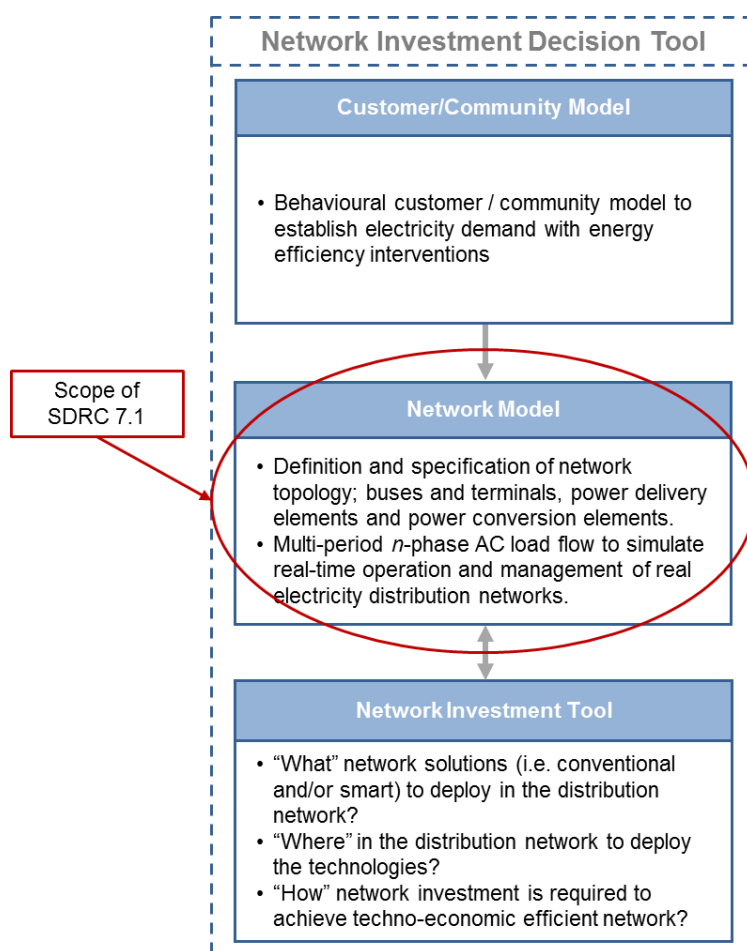 Network Investment Decision Tool
Customer/Community Model
• Behavioural customer / community model to
establish electricity demand with energy
efficiency interventions
Scope of
SDRC 7.1
Network Model
• Definition and specification of network
topology; buses and terminals, power delivery
elements and power conversion elements.
• Multi-period n-phase AC load flow to simulate
real-time operation and management of real
electricity distribution networks.
Network Investment Tool
• “What” network solutions (i.e. conventional
and/or smart) to deploy in the distribution
network?
• “Where” in the distribution network to deploy
the technologies?
• “How” network investment is required to
achieve techno-economic efficient network?